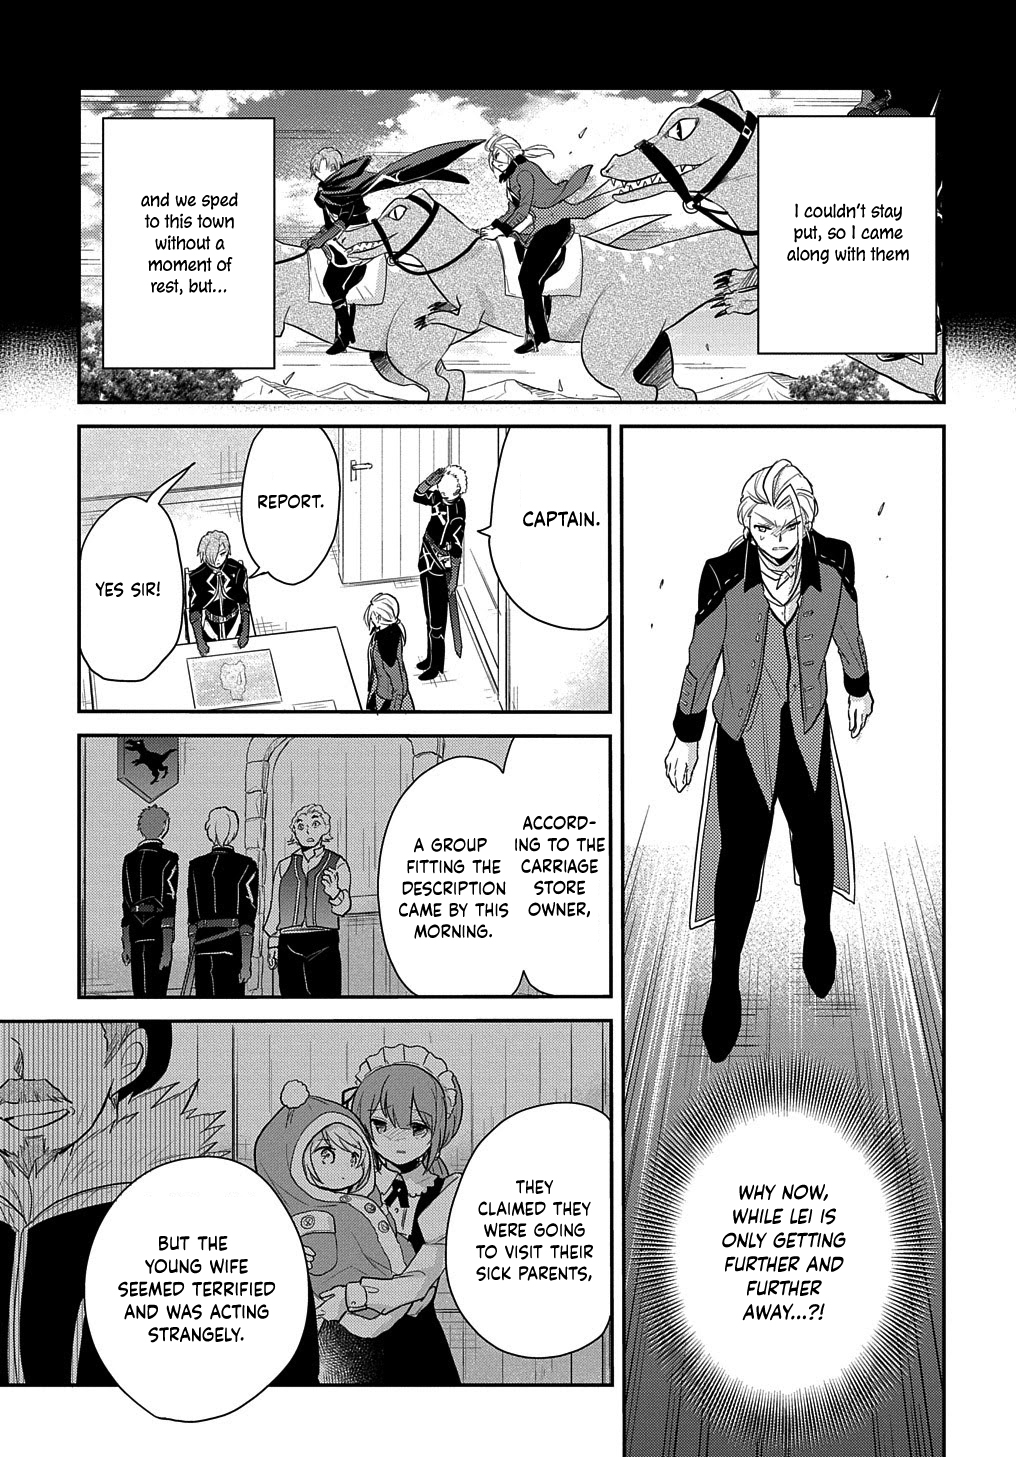 I couldn't stay
put, so I came
along with them
and we sped
to this town
without a
moment of
rest, but...
WHY NOW,
WHILE LEI IS
ONLY GETTING
FURTHER AND
FURTHER
AWAY...?!
CAPTAIN.
REPORT.
YES SIR!
ACCORD-
ING TO THE
CARRIAGE
STORE
OWNER,
A GROUP
FITTING THE
DESCRIPTION
CAME BY THIS
MORNING.
THEY
CLAIMED THEY
WERE GOING
TO VISIT THEIR
SICK PARENTS,
BUT THE
YOUNG WIFE
SEEMED TERRIFIED
AND WAS ACTING
STRANGELY.